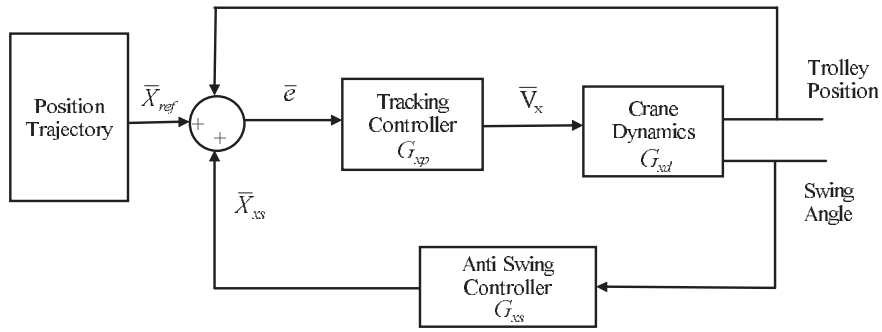 Position
Trajectory
X̅ref
+
+
e̅
Tracking
Controller
Gxp
V̅x
Crane
Dynamics
Gxd
Trolley
Position
Swing
Angle
X̅xs
Anti Swing
Controller
Gxs